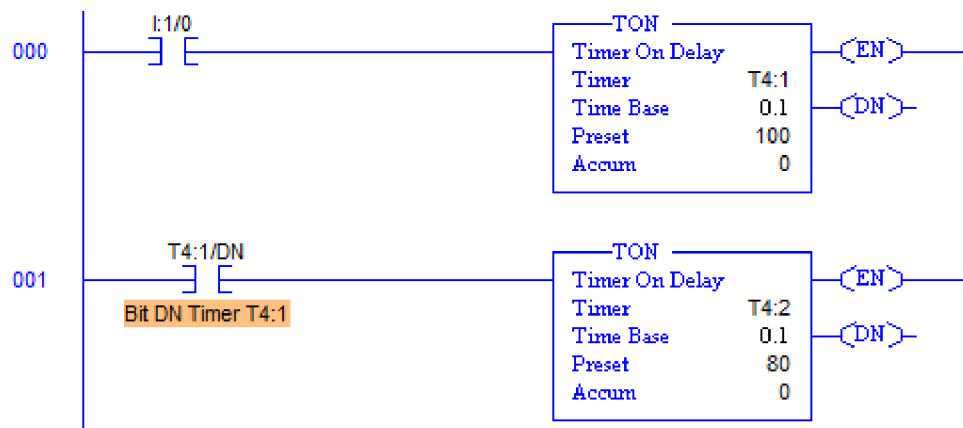 I:1/0
000
TON
Timer On Delay
Timer T4:1
Time Base 0.1
Preset 100
Accum 0
EN
DN
T4:1/DN
001
Bit DN Timer T4:1
TON
Timer On Delay
Timer T4:2
Time Base 0.1
Preset 80
Accum 0
EN
DN